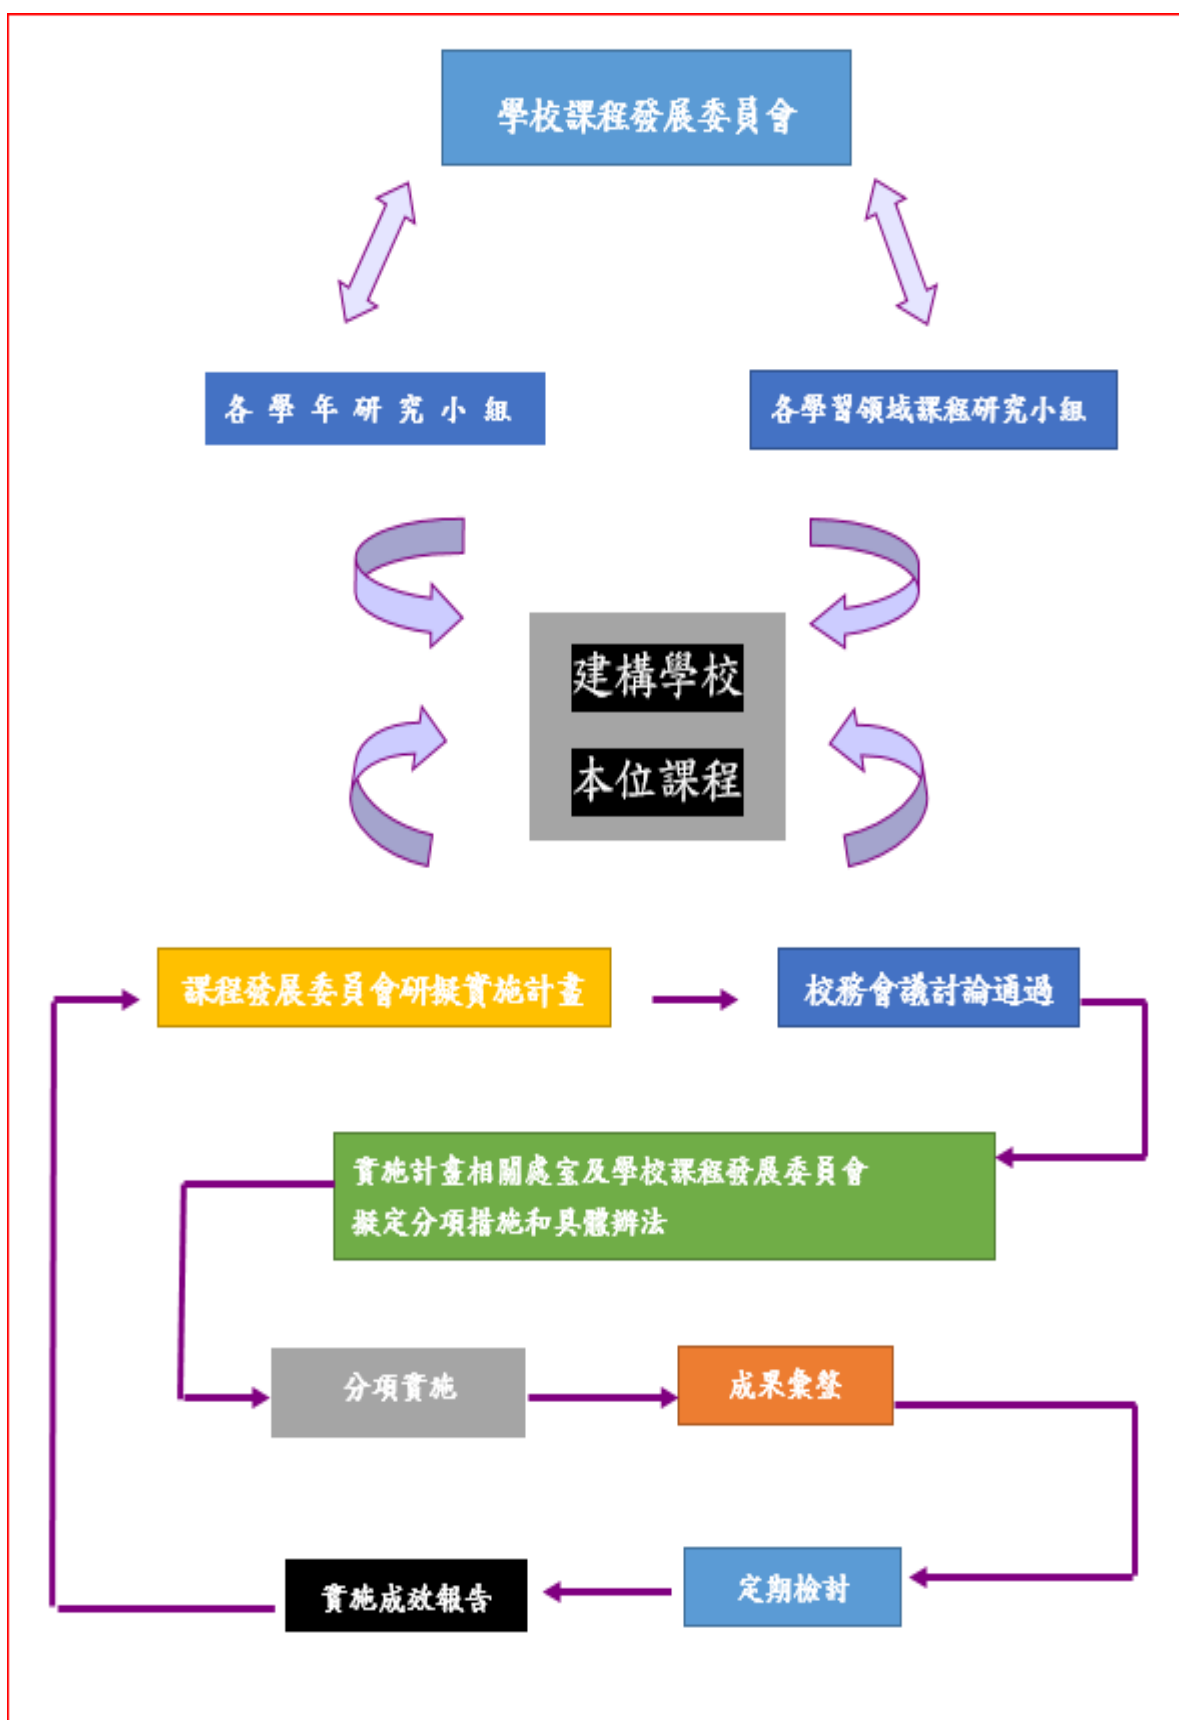 學校課程發展委員會
各學年研究小組
各學習領域課程研究小組
建構學校
本位課程
課程發展委員會研擬實施計畫
校務會議討論通過
實施計畫相關處室及學校課程發展委員會
擬定分項措施和具體辦法
分項實施
成果彙整
定期檢討
實施成效報告